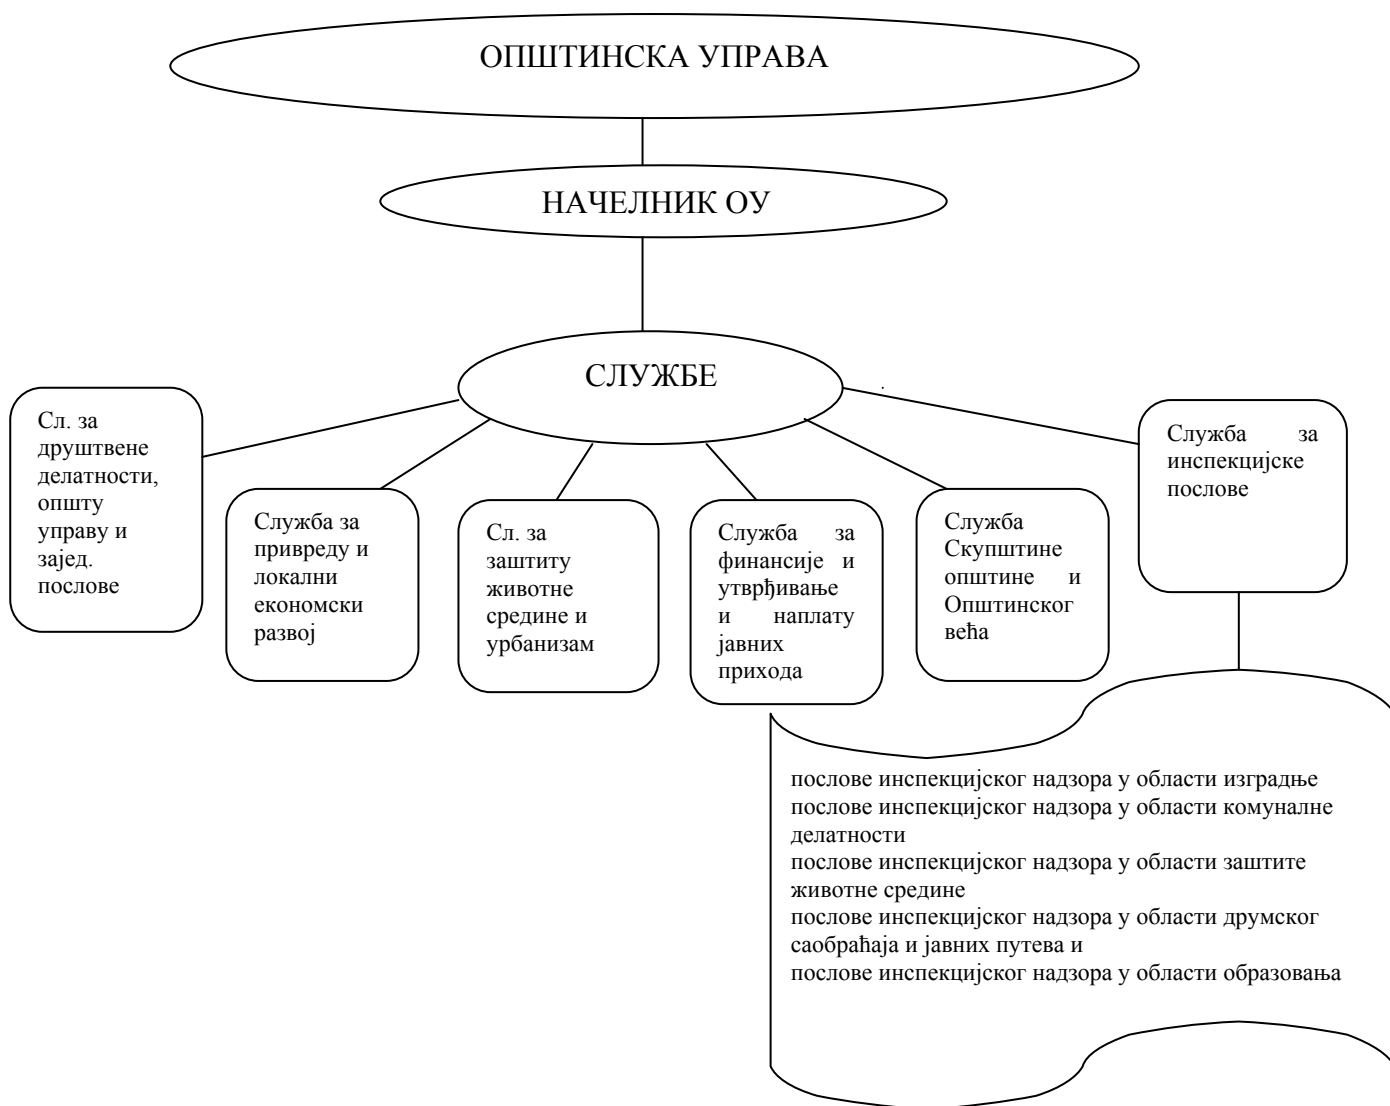 ОПШТИНСКА УПРАВА
НАЧЕЛНИК ОУ
СЛУЖБЕ
Сл. за
друштвене
делатности,
општу
управу и
зајед.
послове
Служба за
привреду и
локални
економски
развој
Сл. за
заштиту
животне
средине и
урбанизам
Служба за
финансије и
утврђивање
и наплату
јавних
прихода
Служба
Скупштине
општине и
Општинског
већа
Служба за
инспекцијске
послове
послове инспекцијског надзора у области изградње
послове инспекцијског надзора у области комуналне
делатности
послове инспекцијског надзора у области заштите
животне средине
послове инспекцијског надзора у области друмског
саобраћаја и јавних путева и
послове инспекцијског надзора у области образовања